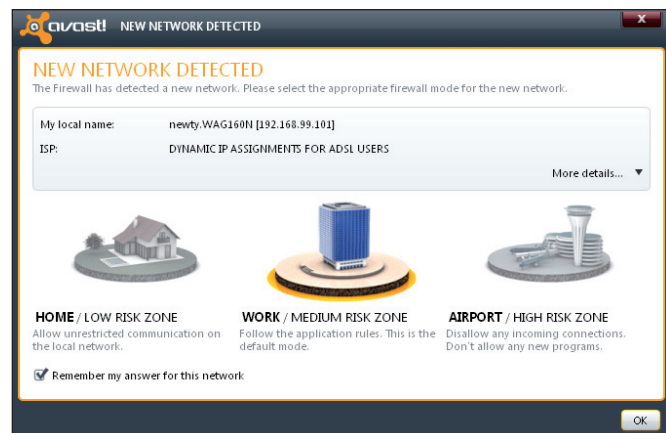 avast! NEW NETWORK DETECTED
x
NEW NETWORK DETECTED
The Firewall has detected a new network. Please select the appropriate firewall mode for the new network.
My local name: newty.WAG160N [192.168.99.101]
ISP: DYNAMIC IP ASSIGNMENTS FOR ADSL USERS
More details...
HOME / LOW RISK ZONE
Allow unrestricted communication on
the local network.
WORK / MEDIUM RISK ZONE
Follow the application rules. This is the
default mode.
AIRPORT / HIGH RISK ZONE
Disallow any incoming connections.
Don't allow any new programs.
Remember my answer for this network
OK